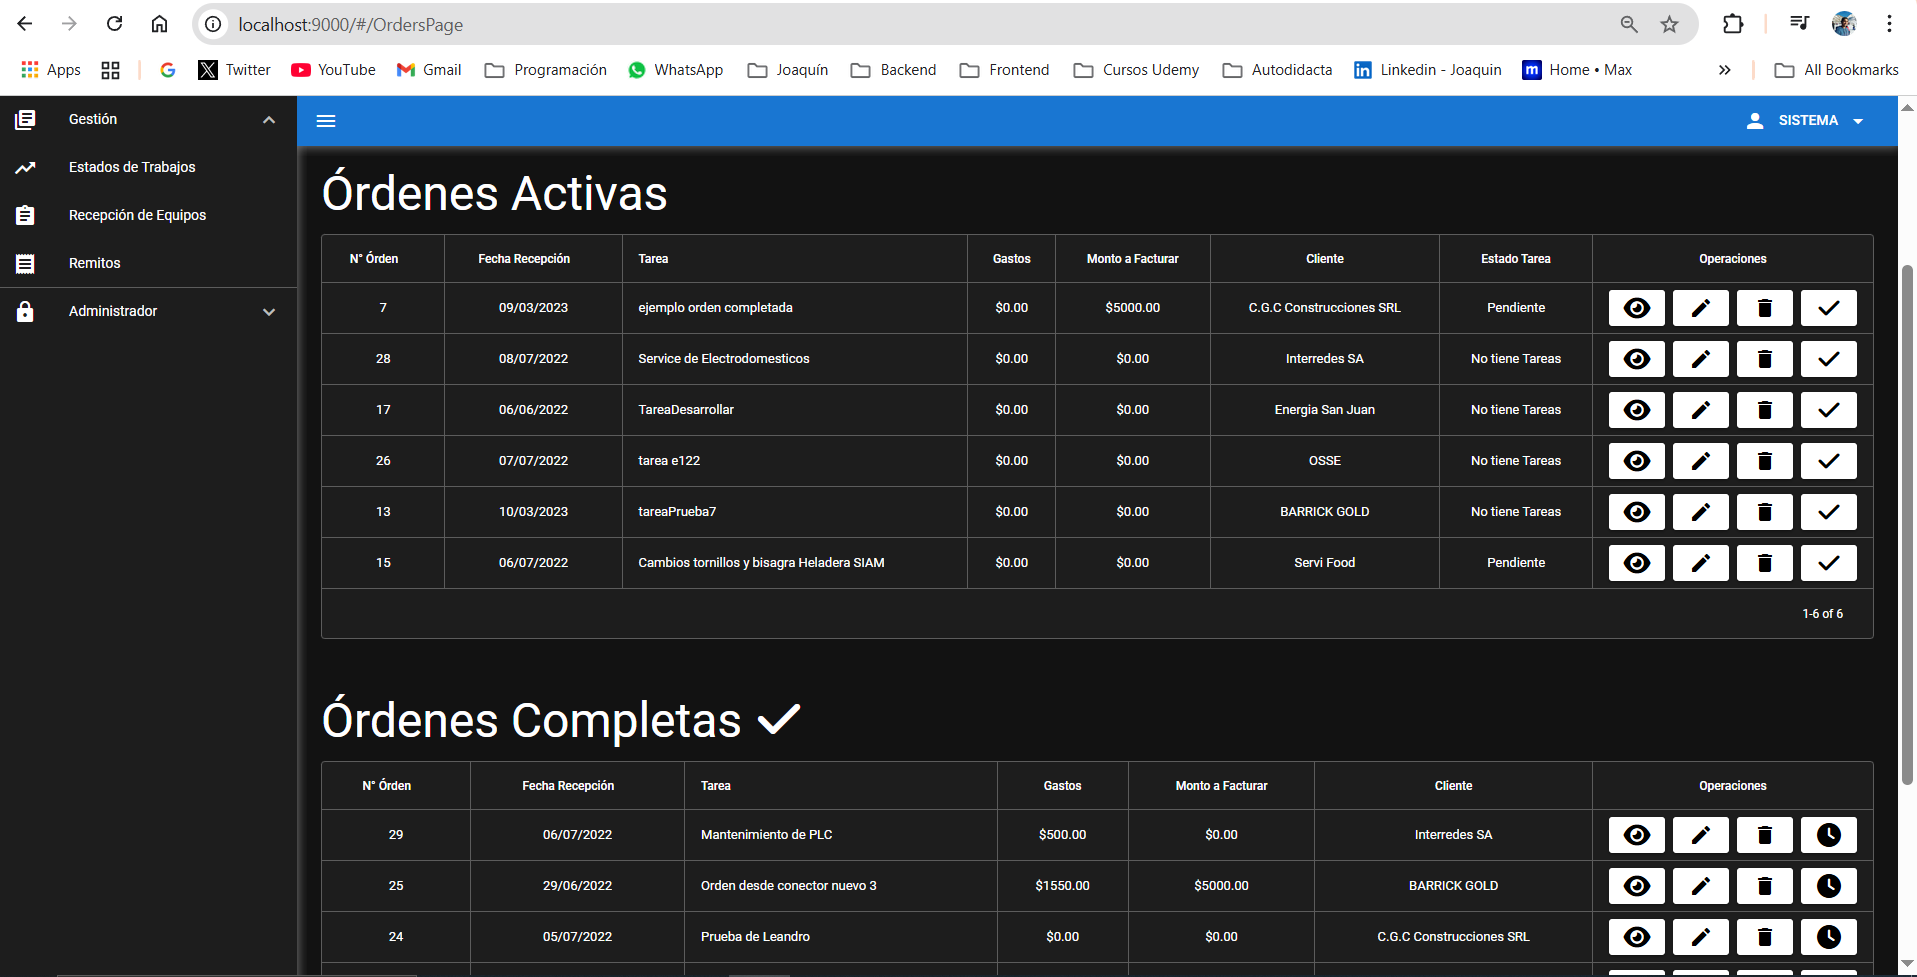 localhost:9000/#/OrdersPage
Apps Twitter YouTube Gmail Programación WhatsApp Joaquín Backend Frontend Cursos Udemy Autodidacta Linkedin - Joaquin Home • Max » All Bookmarks
Gestión
Estados de Trabajos
Recepción de Equipos
Remitos
Administrador
SISTEMA
Órdenes Activas
N° Órden Fecha Recepción Tarea Gastos Monto a Facturar Cliente Estado Tarea Operaciones
7 09/03/2023 ejemplo orden completada $0.00 $5000.00 C.G.C Construcciones SRL Pendiente
28 08/07/2022 Service de Electrodomesticos $0.00 $0.00 Interredes SA No tiene Tareas
17 06/06/2022 TareaDesarrollar $0.00 $0.00 Energia San Juan No tiene Tareas
26 07/07/2022 tarea e122 $0.00 $0.00 OSSE No tiene Tareas
13 10/03/2023 tareaPrueba7 $0.00 $0.00 BARRICK GOLD No tiene Tareas
15 06/07/2022 Cambios tornillos y bisagra Heladera SIAM $0.00 $0.00 Servi Food Pendiente
1-6 of 6
Órdenes Completas
N° Órden Fecha Recepción Tarea Gastos Monto a Facturar Cliente Operaciones
29 06/07/2022 Mantenimiento de PLC $500.00 $0.00 Interredes SA
25 29/06/2022 Orden desde conector nuevo 3 $1550.00 $5000.00 BARRICK GOLD
24 05/07/2022 Prueba de Leandro $0.00 $0.00 C.G.C Construcciones SRL